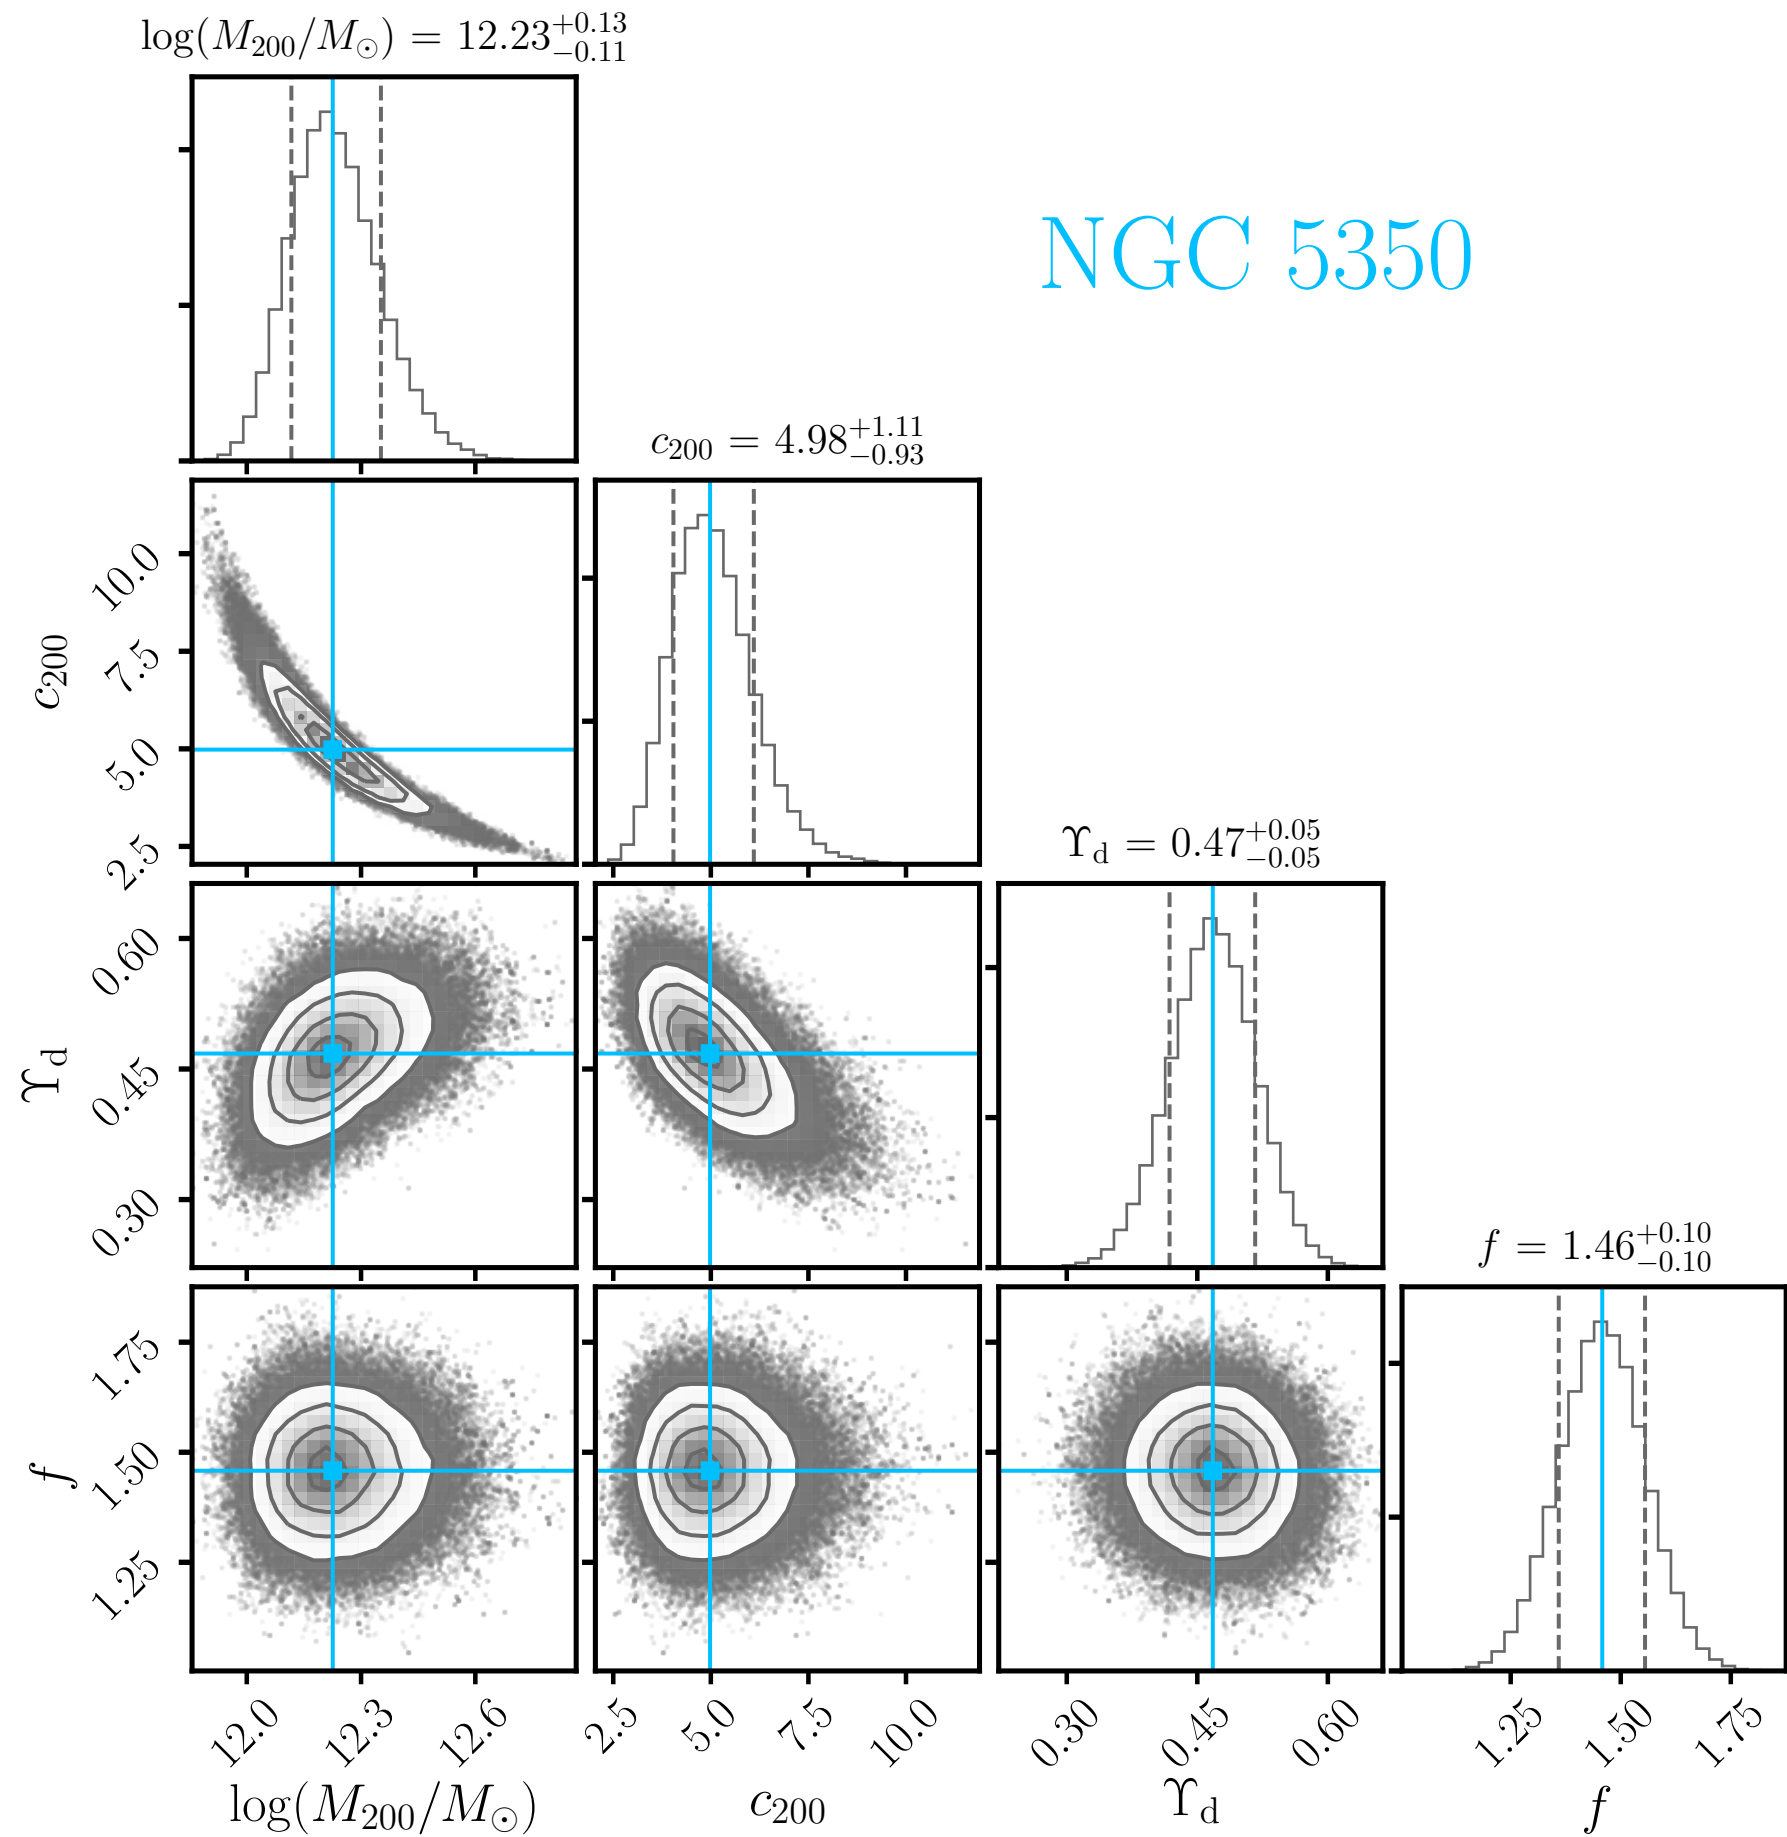 log(M₂₀₀/M⊙) = 12.23+0.13−0.11
NGC 5350
c₂₀₀ = 4.98+1.11−0.93
10.0
7.5
5.0
2.5
c₂₀₀
ϒd = 0.47+0.05−0.05
0.60
0.45
0.30
ϒd
f = 1.46+0.10−0.10
1.75
1.50
1.25
f
12.0 12.3 12.6 2.5 5.0 7.5 10.0 0.30 0.45 0.60 1.25 1.50 1.75
log(M₂₀₀/M⊙) c₂₀₀ ϒd f